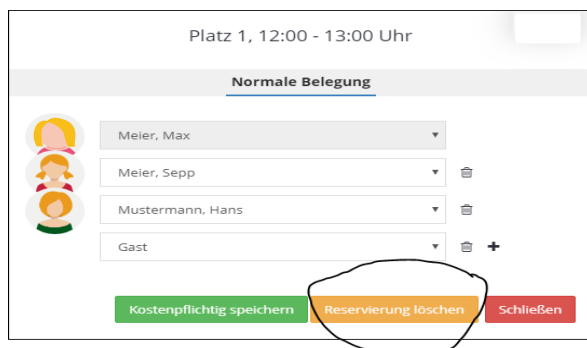 Platz 1, 12:00 - 13:00 Uhr
Normale Belegung
Meier, Max
Meier, Sepp
Mustermann, Hans
Gast
Kostenpflichtig speichern Reservierung löschen Schließen